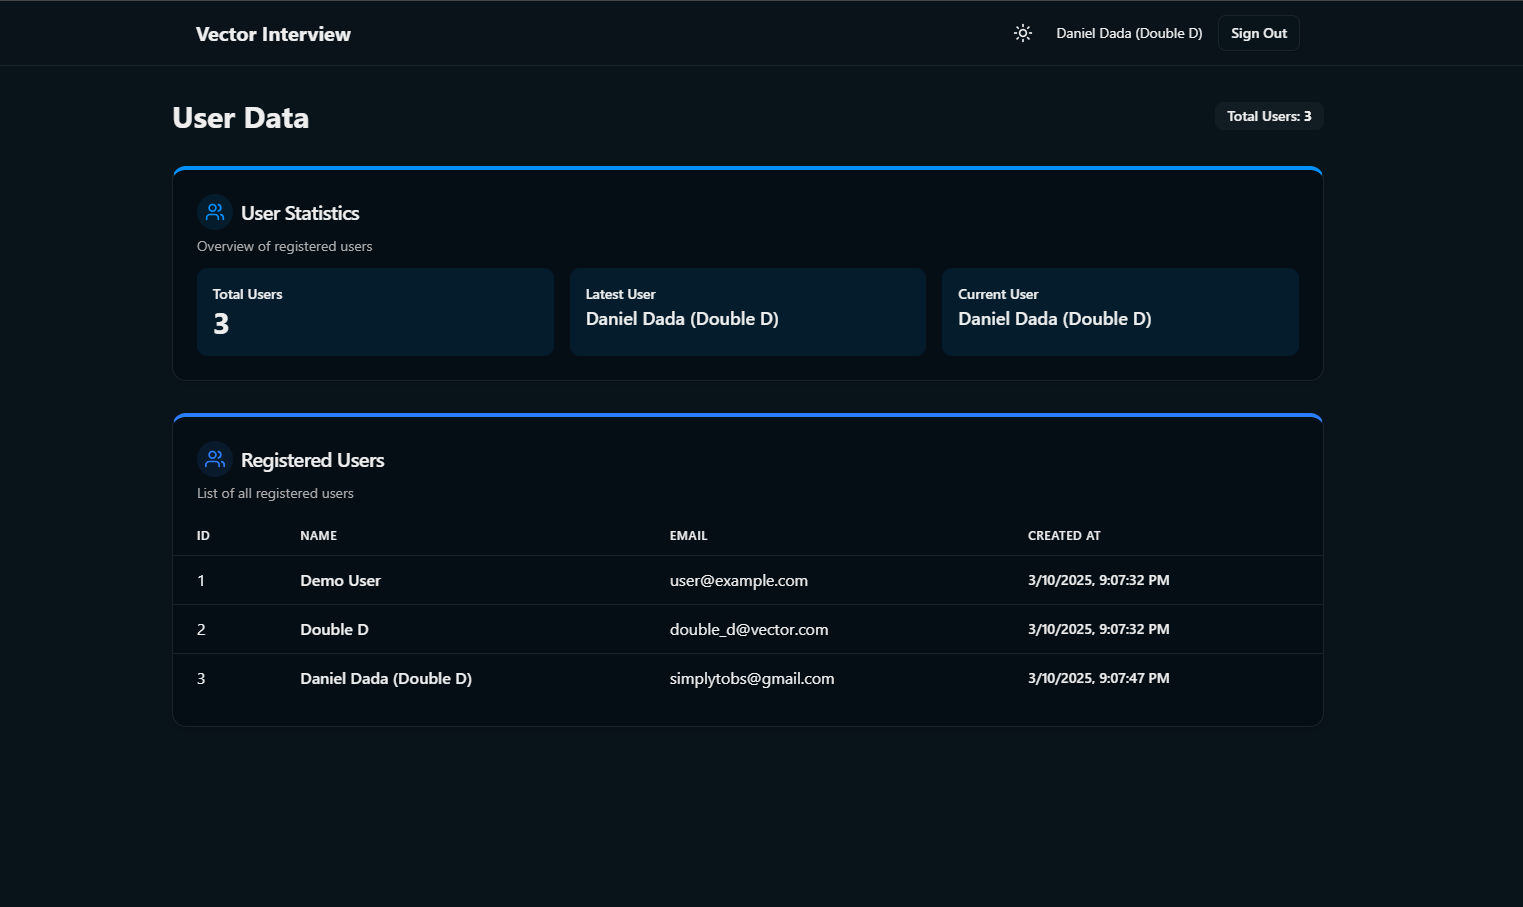 Vector Interview
Daniel Dada (Double D)
Sign Out
User Data
Total Users: 3
User Statistics
Overview of registered users
Total Users
3
Latest User
Daniel Dada (Double D)
Current User
Daniel Dada (Double D)
Registered Users
List of all registered users
ID NAME EMAIL CREATED AT
1 Demo User user@example.com 3/10/2025, 9:07:32 PM
2 Double D double_d@vector.com 3/10/2025, 9:07:32 PM
3 Daniel Dada (Double D) simplytobs@gmail.com 3/10/2025, 9:07:47 PM